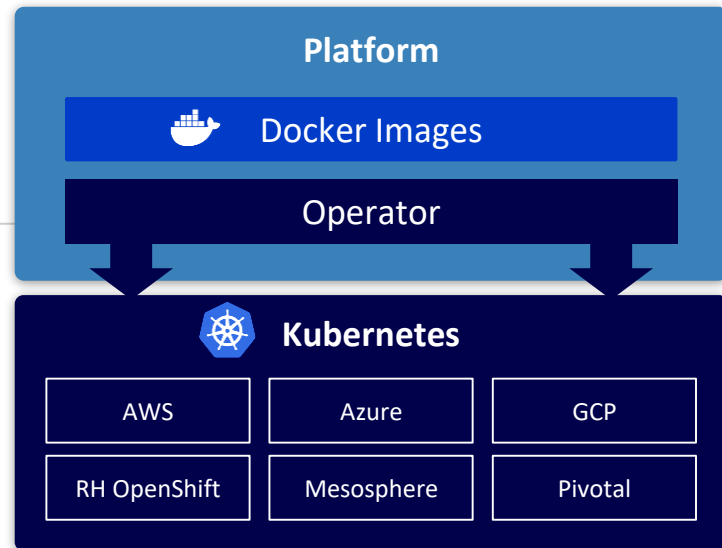 Platform
Docker Images
Operator
Kubernetes
AWS Azure GCP
RH OpenShift Mesosphere Pivotal